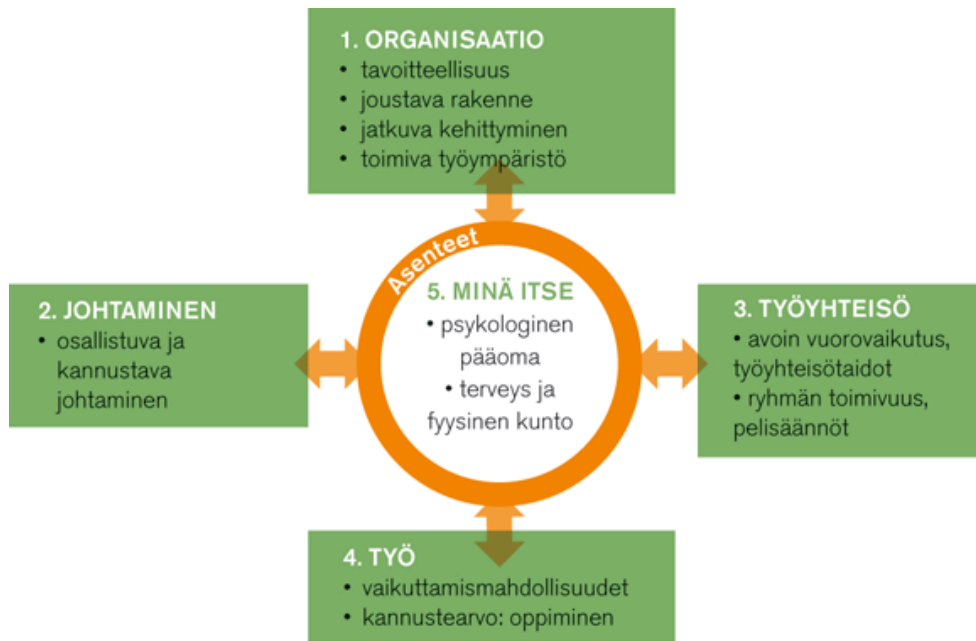 1. ORGANISAATIO
• tavoitteellisuus
• joustava rakenne
• jatkuva kehittyminen
• toimiva työympäristö
Asenteet
2. JOHTAMINEN
• osallistuva ja
kannustava
johtaminen
5. MINÄ ITSE
• psykologinen
pääoma
• terveys ja
fyysinen kunto
3. TYÖYHTEISÖ
• avoin vuorovaikutus,
työyhteisötaidot
• ryhmän toimivuus,
pelisäännöt
4. TYÖ
• vaikuttamismahdollisuudet
• kannustearvo: oppiminen